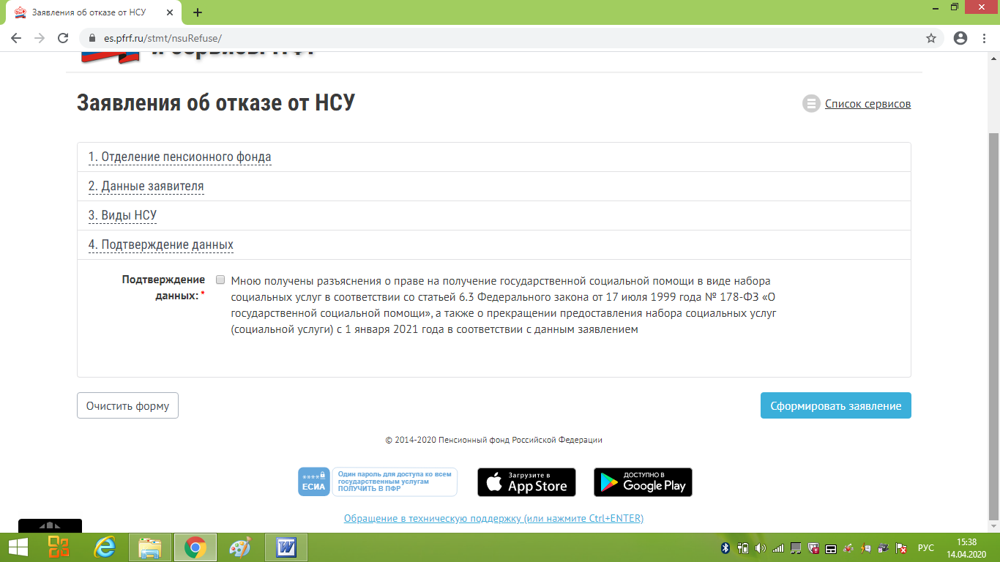 Заявления об отказе от НСУ
es.pfrf.ru/stmt/nsuRefuse/
Заявления об отказе от НСУ
Список сервисов
1. Отделение пенсионного фонда
2. Данные заявителя
3. Виды НСУ
4. Подтверждение данных
Подтверждение
данных: *
Мною получены разъяснения о праве на получение государственной социальной помощи в виде набора
социальных услуг в соответствии со статьей 6.3 Федерального закона от 17 июля 1999 года № 178-ФЗ «О
государственной социальной помощи», а также о прекращении предоставления набора социальных услуг
(социальной услуги) с 1 января 2021 года в соответствии с данным заявлением
Очистить форму
Сформировать заявление
© 2014-2020 Пенсионный фонд Российской Федерации
****
ЕСИА
Один пароль для доступа ко всем
государственным услугам
ПОЛУЧИТЬ В ПФР
Загрузите в
App Store
ДОСТУПНО В
Google Play
Обращение в техническую поддержку (или нажмите Ctrl+ENTER)
РУС
15:38
14.04.2020